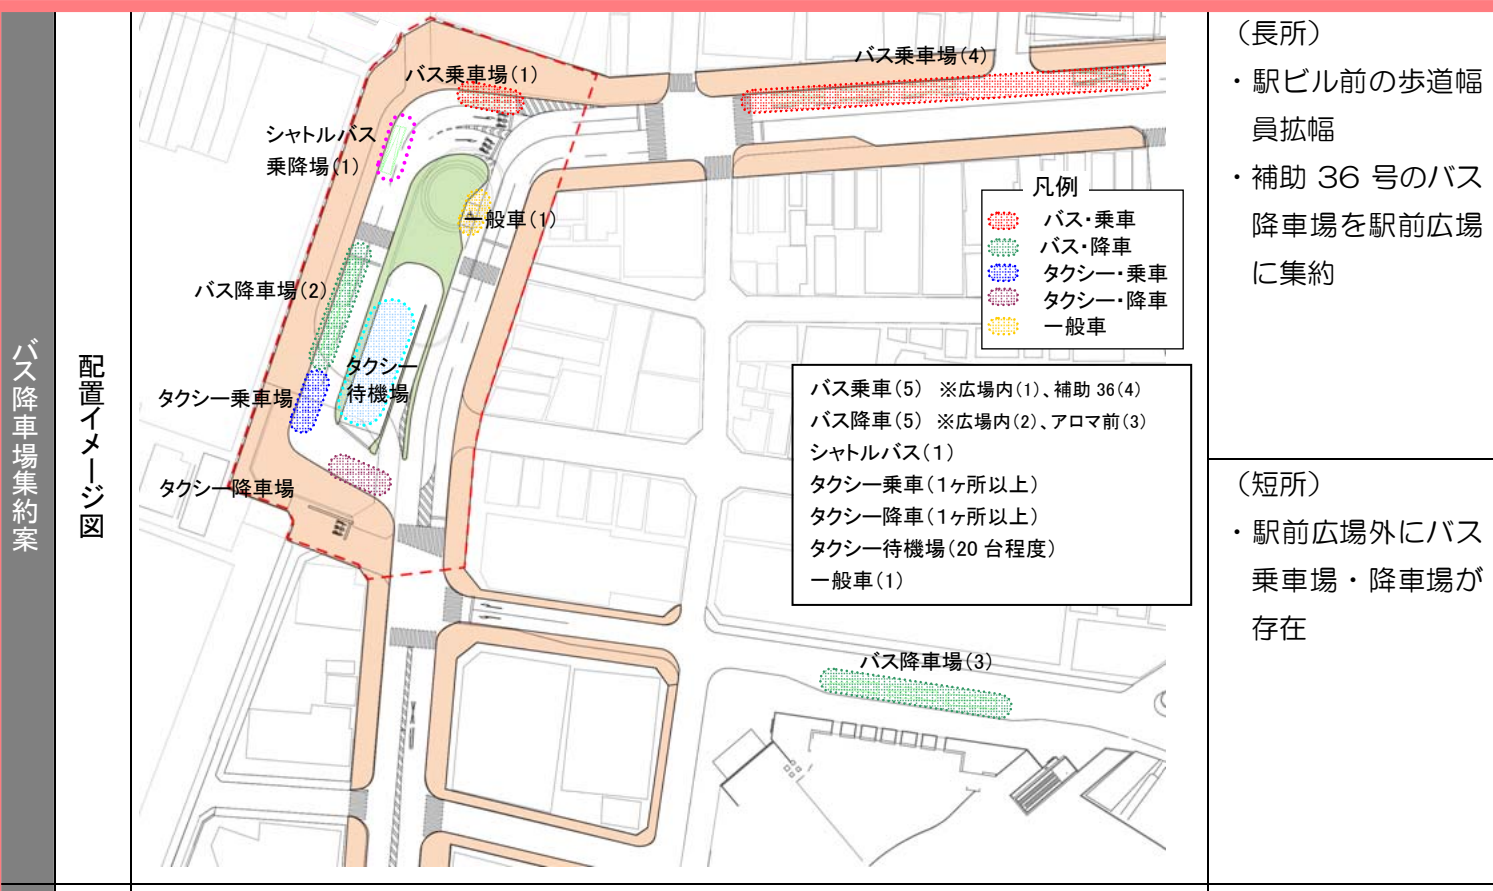 バス降車場集約案
配置イメージ図
バス乗車場(1)
バス乗車場(4)
シャトルバス
乗降場(1)
一般車(1)
バス降車場(2)
タクシー
待機場
タクシー乗車場
タクシー降車場
バス降車場(3)
凡例
バス・乗車
バス・降車
タクシー・乗車
タクシー・降車
一般車
バス乗車(5) ※広場内(1)、補助36(4)
バス降車(5) ※広場内(2)、アロマ前(3)
シャトルバス(1)
タクシー乗車(1ヶ所以上)
タクシー降車(1ヶ所以上)
タクシー待機場(20台程度)
一般車(1)
（長所）
・駅ビル前の歩道幅
員拡幅
・補助 36 号のバス
降車場を駅前広場
に集約
（短所）
・駅前広場外にバス
乗車場・降車場が
存在